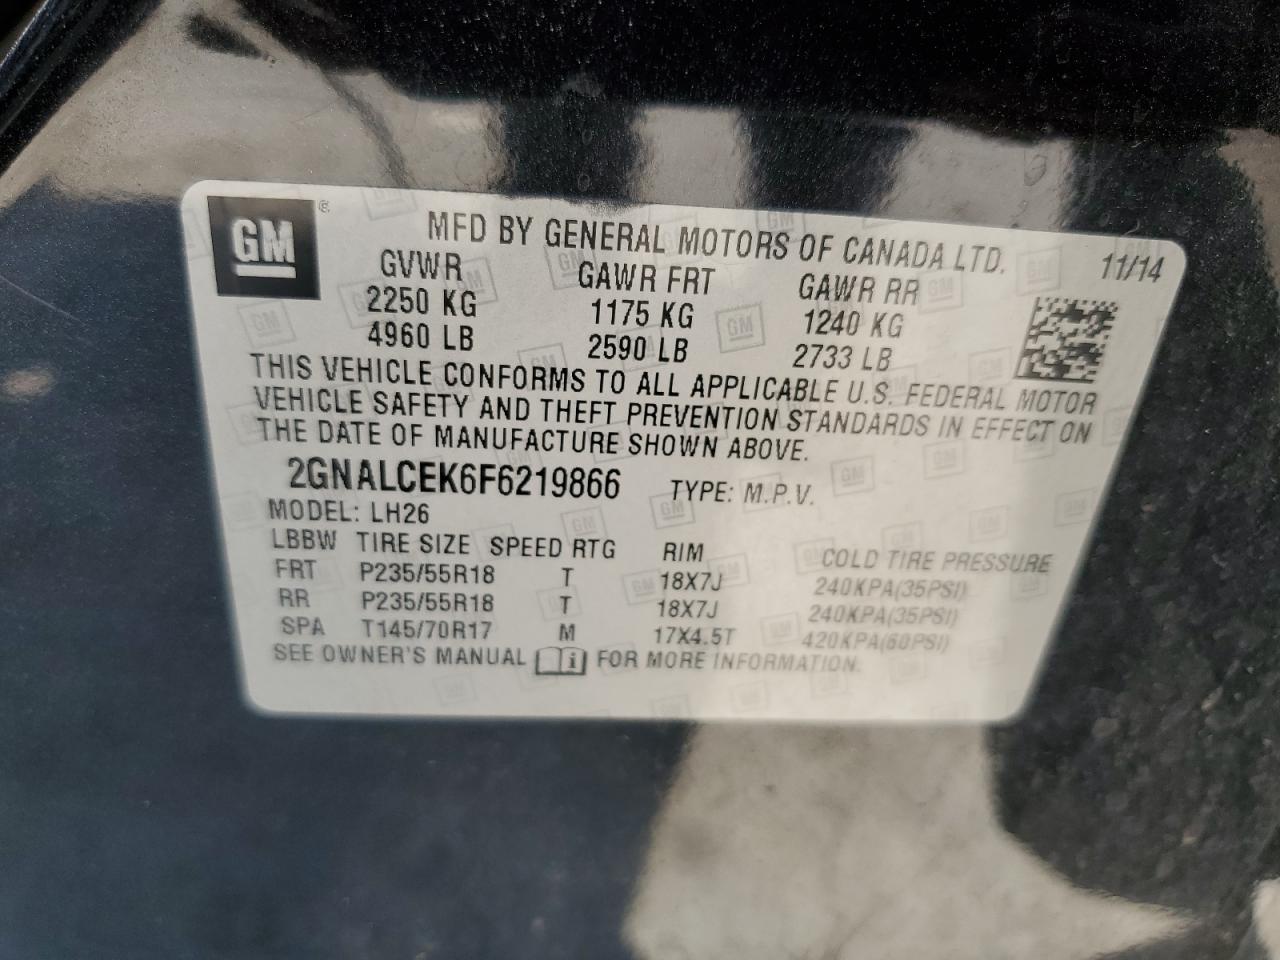 GM ®
MFD BY GENERAL MOTORS OF CANADA LTD. 11/14
GVWR GAWR FRT GAWR RR
2250 KG 1175 KG 1240 KG
4960 LB 2590 LB 2733 LB
THIS VEHICLE CONFORMS TO ALL APPLICABLE U.S. FEDERAL MOTOR
VEHICLE SAFETY AND THEFT PREVENTION STANDARDS IN EFFECT ON
THE DATE OF MANUFACTURE SHOWN ABOVE.
2GNALCEK6F6219866 TYPE: M.P.V.
MODEL: LH26
LBBW TIRE SIZE SPEED RTG RIM COLD TIRE PRESSURE
FRT P235/55R18 T 18X7J 240KPA(35PSI)
RR P235/55R18 T 18X7J 240KPA(35PSI)
SPA T145/70R17 M 17X4.5T 420KPA(60PSI)
SEE OWNER'S MANUAL i FOR MORE INFORMATION.